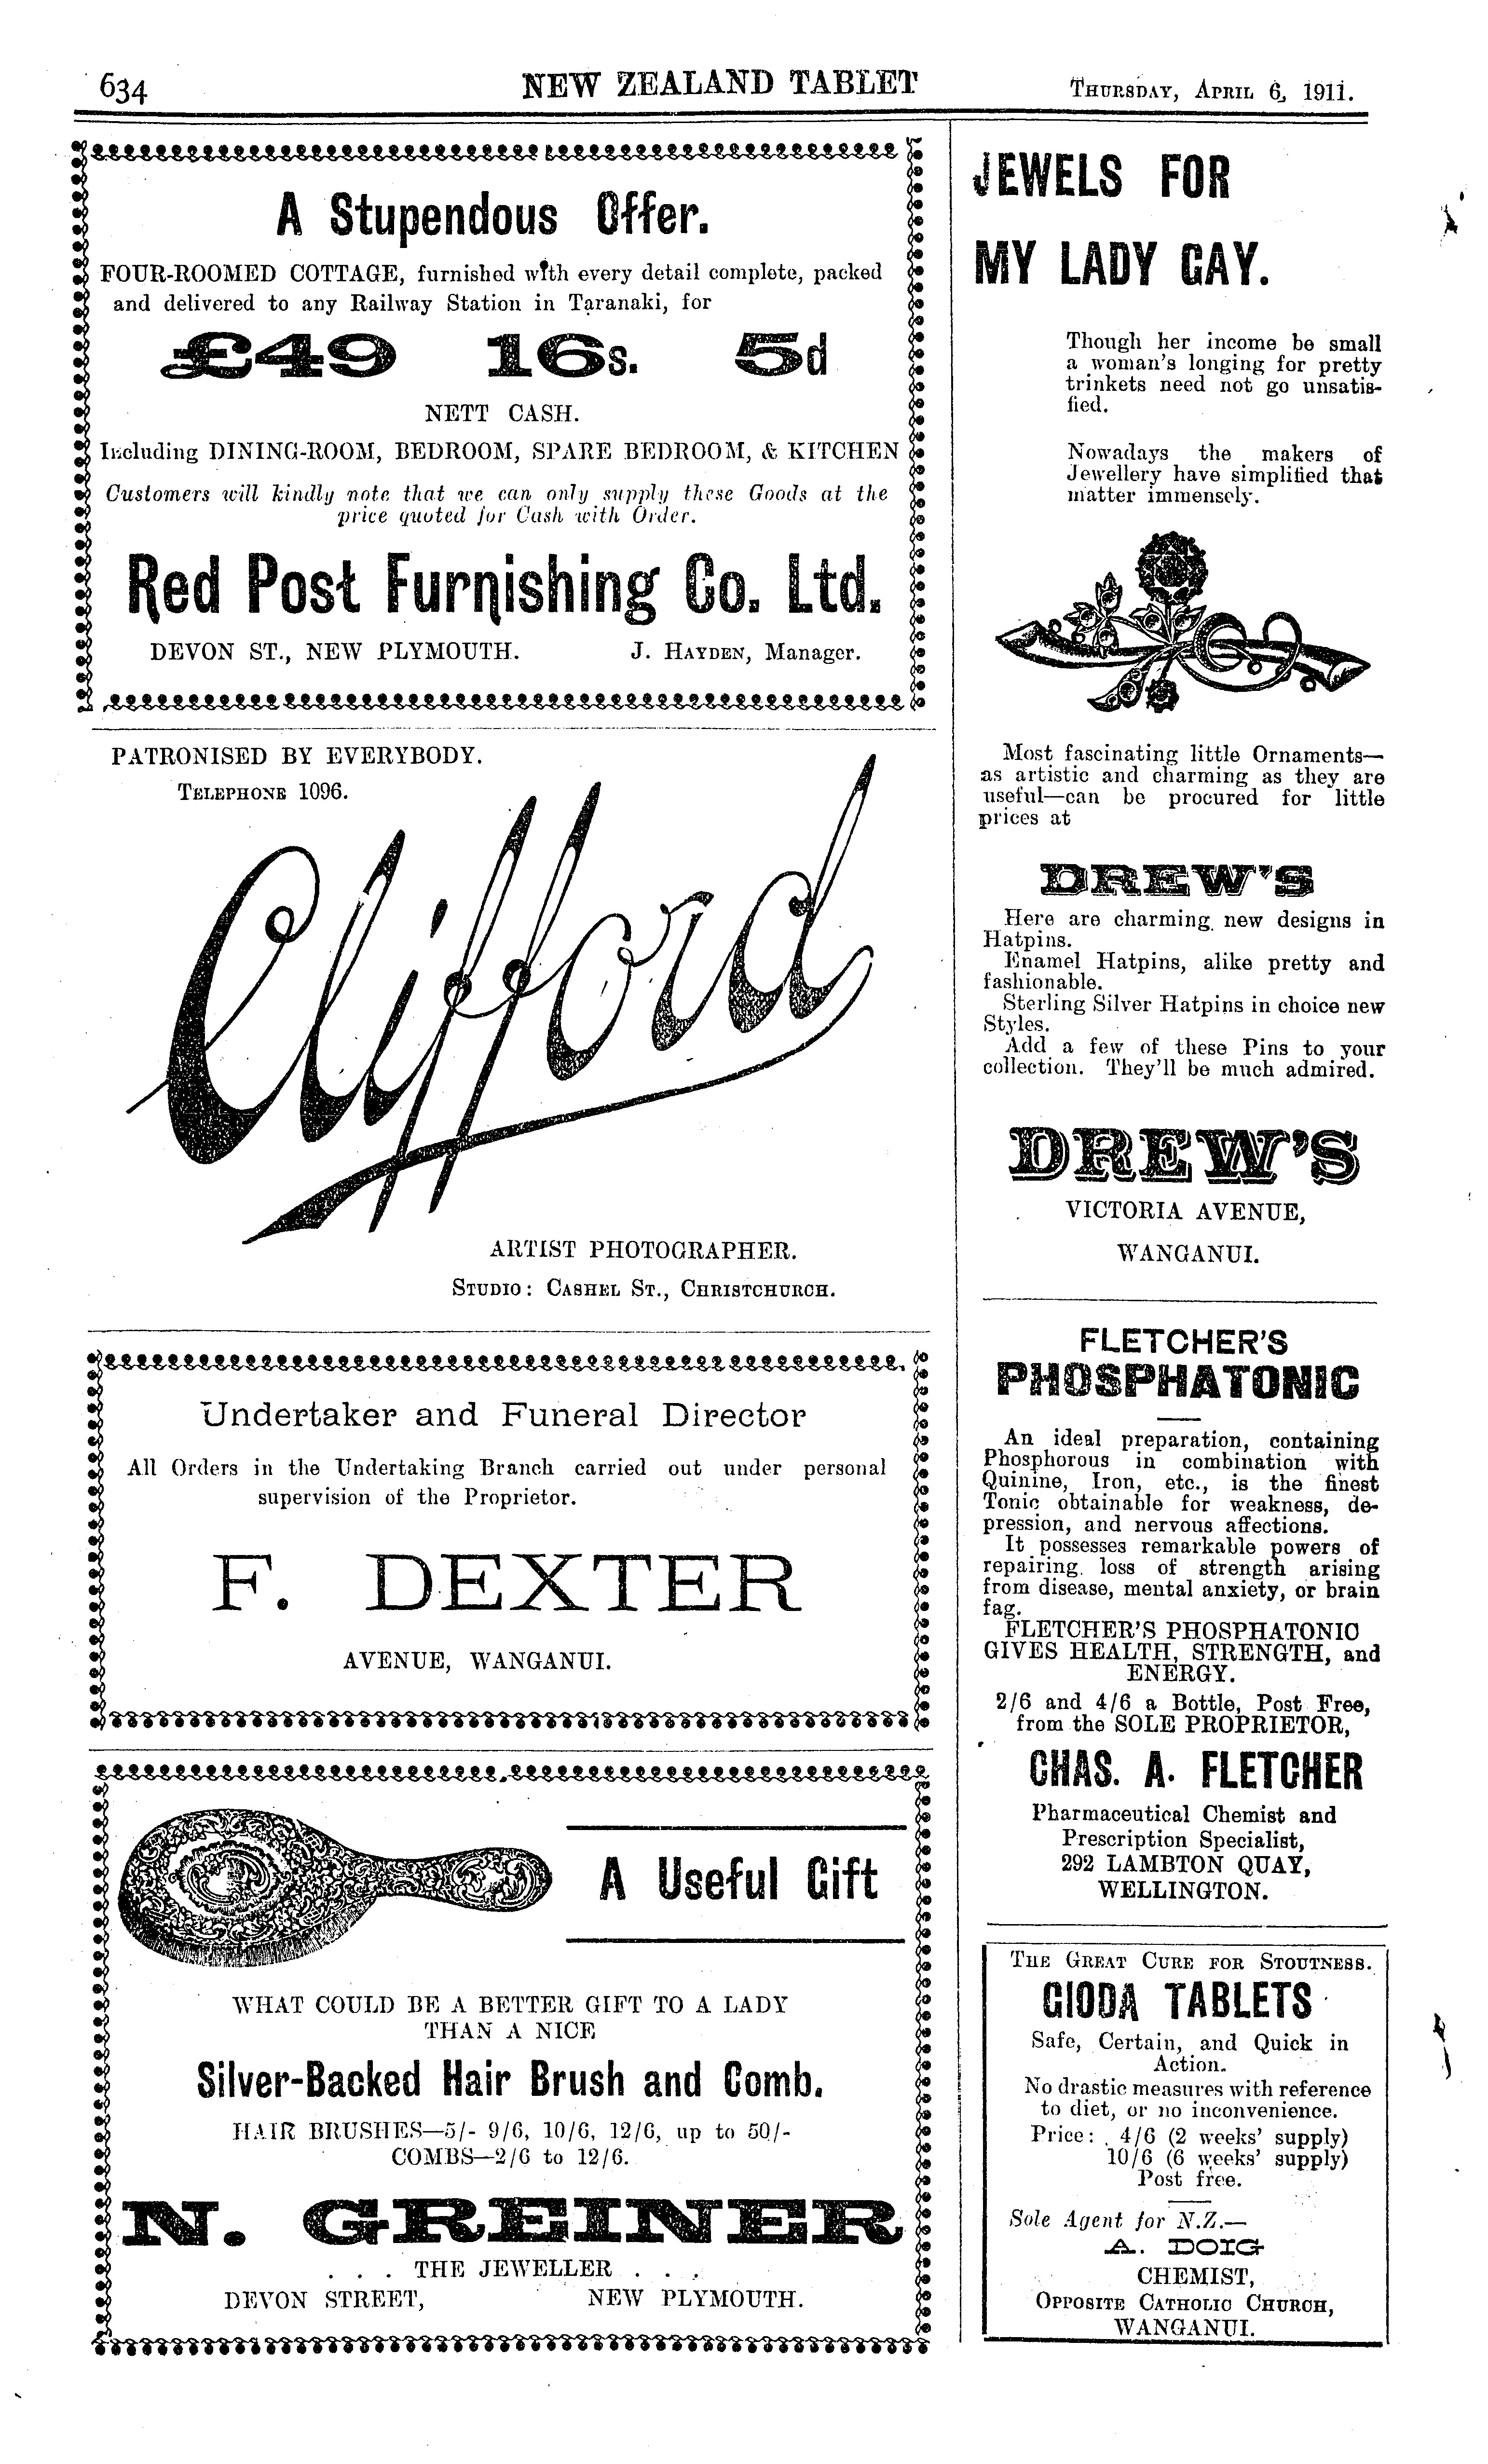 634
NEW ZEALAND TABLET
THURSDAY, APRIL 6, 1911.
A Stupendous Offer.
FOUR-ROOMED COTTAGE, furnished with every detail complete, packed
and delivered to any Railway Station in Taranaki, for
£49 16s. 5d
NETT CASH.
Including DINING-ROOM, BEDROOM, SPARE BEDROOM, & KITCHEN
Customers will kindly note that we can only supply these Goods at the
price quoted for Cash with Order.
Red Post Furnishing Co. Ltd.
DEVON ST., NEW PLYMOUTH. J. HAYDEN, Manager.
PATRONISED BY EVERYBODY.
TELEPHONE 1096.
Clifford
ARTIST PHOTOGRAPHER.
STUDIO: CASHEL ST., CHRISTCHURCH.
Undertaker and Funeral Director
All Orders in the Undertaking Branch carried out under personal
supervision of the Proprietor.
F. DEXTER
AVENUE, WANGANUI.
A Useful Gift
WHAT COULD BE A BETTER GIFT TO A LADY
THAN A NICE
Silver-Backed Hair Brush and Comb.
HAIR BRUSHES—5/- 9/6, 10/6, 12/6, up to 50/-
COMBS—2/6 to 12/6.
N. GREINER
. . . THE JEWELLER . . .
DEVON STREET, NEW PLYMOUTH.
JEWELS FOR
MY LADY GAY.
Though her income be small
a woman's longing for pretty
trinkets need not go unsatis-
fied.
Nowadays the makers of
Jewellery have simplified that
matter immensely.
Most fascinating little Ornaments—
as artistic and charming as they are
useful—can be procured for little
prices at
DREW'S
Here are charming new designs in
Hatpins.
Enamel Hatpins, alike pretty and
fashionable.
Sterling Silver Hatpins in choice new
Styles.
Add a few of these Pins to your
collection. They'll be much admired.
DREW'S
VICTORIA AVENUE,
WANGANUI.
FLETCHER'S
PHOSPHATONIC
An ideal preparation, containing
Phosphorous in combination with
Quinine, Iron, etc., is the finest
Tonic obtainable for weakness, de-
pression, and nervous affections.
It possesses remarkable powers of
repairing loss of strength arising
from disease, mental anxiety, or brain
fag.
FLETCHER'S PHOSPHATONIC
GIVES HEALTH, STRENGTH, and
ENERGY.
2/6 and 4/6 a Bottle, Post Free,
from the SOLE PROPRIETOR,
CHAS. A. FLETCHER
Pharmaceutical Chemist and
Prescription Specialist,
292 LAMBTON QUAY,
WELLINGTON.
THE GREAT CURE FOR STOUTNESS.
GIODA TABLETS
Safe, Certain, and Quick in
Action.
No drastic measures with reference
to diet, or no inconvenience.
Price: 4/6 (2 weeks' supply)
10/6 (6 weeks' supply)
Post free.
Sole Agent for N.Z.—
A. DOIG
CHEMIST,
OPPOSITE CATHOLIC CHURCH,
WANGANUI.